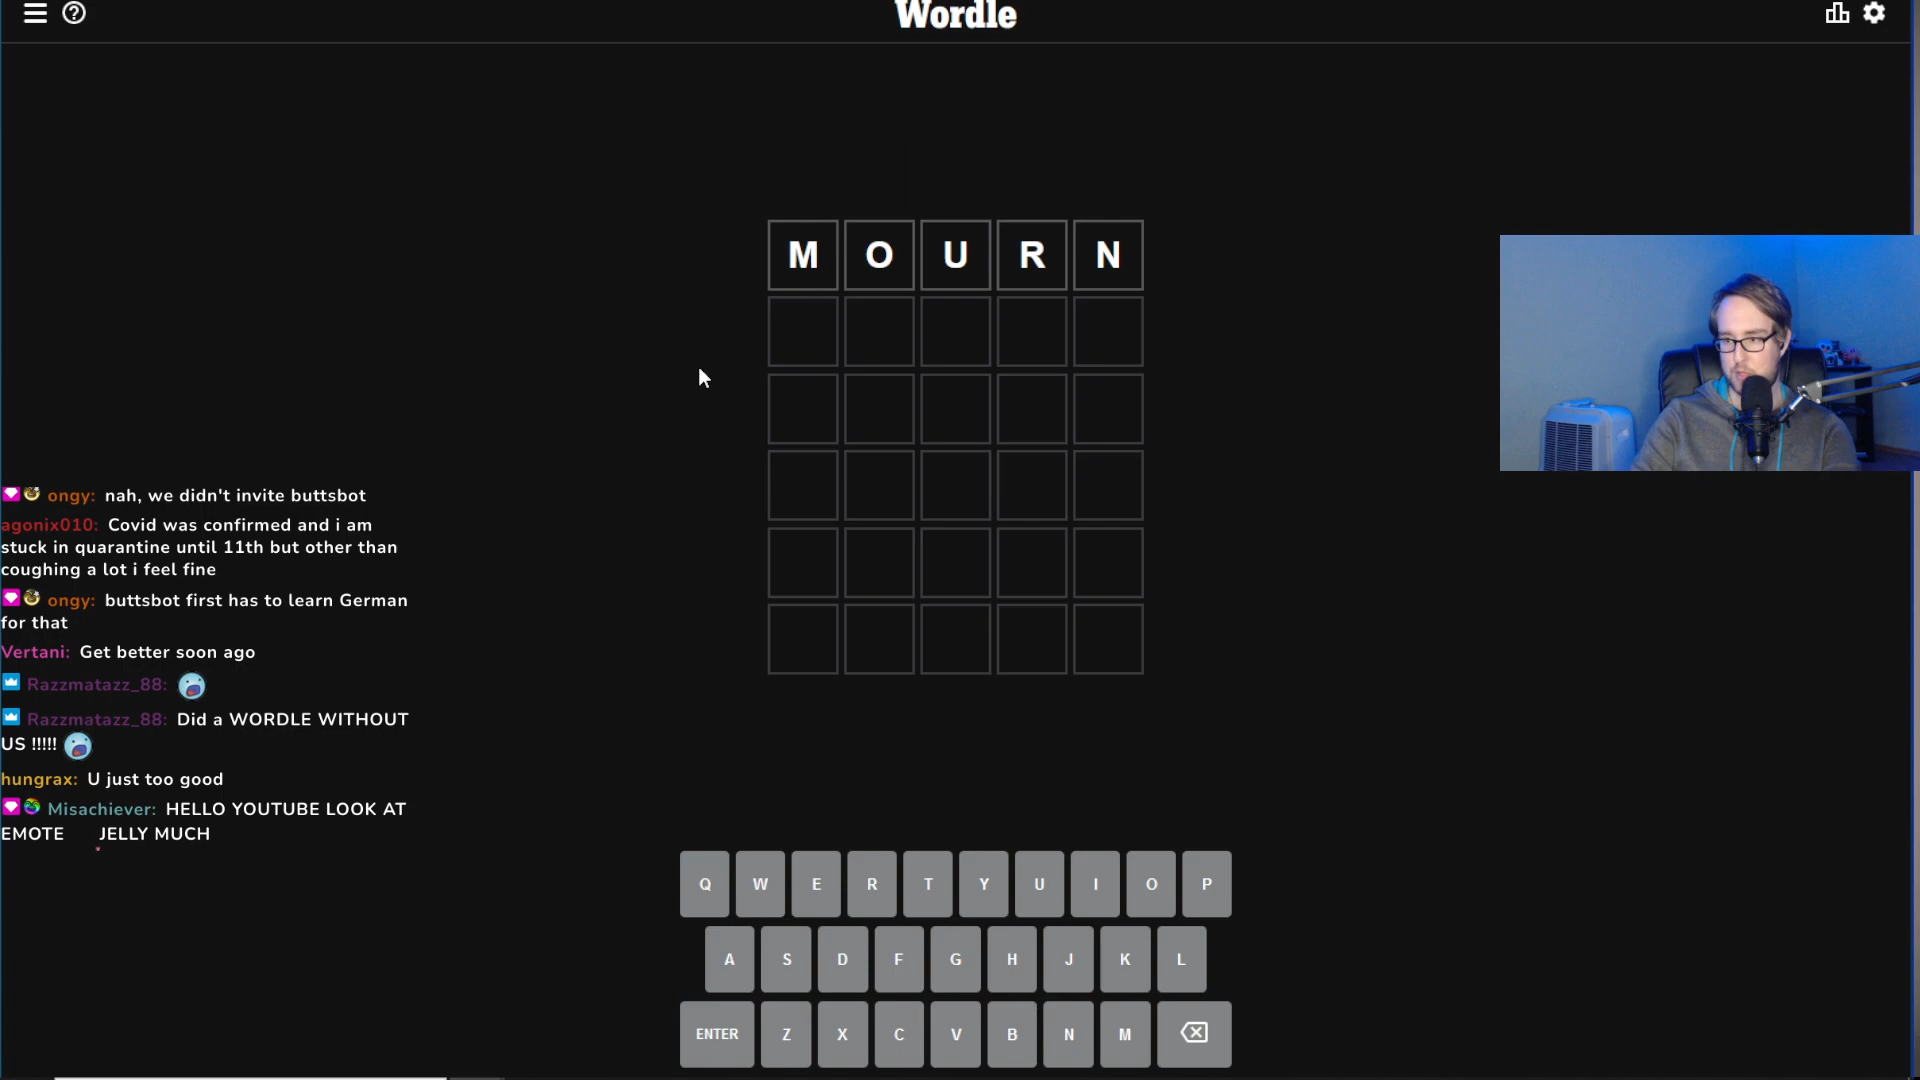 Wordle
M O U R N
ongy: nah, we didn't invite buttsbot
agonix010: Covid was confirmed and i am
stuck in quarantine until 11th but other than
coughing a lot i feel fine
ongy: buttsbot first has to learn German
for that
Vertani: Get better soon ago
Razzmatazz_88:
Razzmatazz_88: Did a WORDLE WITHOUT
US !!!!!
hungrax: U just too good
Misachiever: HELLO YOUTUBE LOOK AT
EMOTE JELLY MUCH
Q W E R T Y U I O P
A S D F G H J K L
ENTER Z X C V B N M